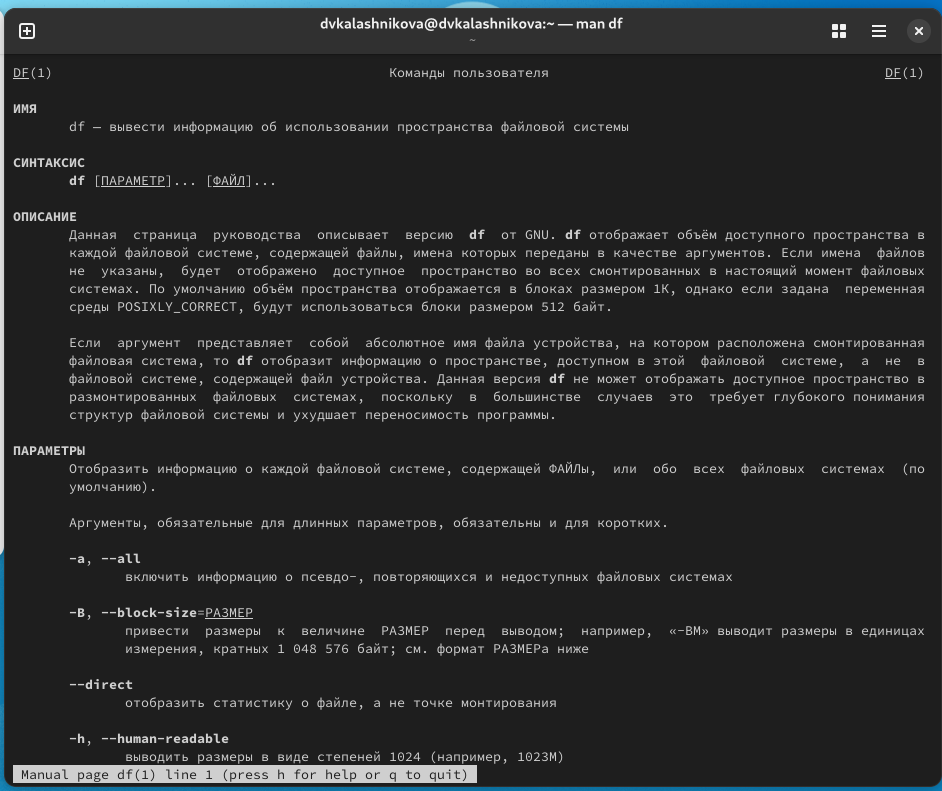 dvkalashnikova@dvkalashnikova:~ — man df
~
DF(1) Команды пользователя DF(1)
ИМЯ
df — вывести информацию об использовании пространства файловой системы
СИНТАКСИС
df [ПАРАМЕТР]... [ФАЙЛ]...
ОПИСАНИЕ
Данная страница руководства описывает версию df от GNU. df отображает объём доступного пространства в
каждой файловой системе, содержащей файлы, имена которых переданы в качестве аргументов. Если имена файлов
не указаны, будет отображено доступное пространство во всех смонтированных в настоящий момент файловых
системах. По умолчанию объём пространства отображается в блоках размером 1K, однако если задана переменная
среды POSIXLY_CORRECT, будут использоваться блоки размером 512 байт.
Если аргумент представляет собой абсолютное имя файла устройства, на котором расположена смонтированная
файловая система, то df отобразит информацию о пространстве, доступном в этой файловой системе, а не в
файловой системе, содержащей файл устройства. Данная версия df не может отображать доступное пространство в
размонтированных файловых системах, поскольку в большинстве случаев это требует глубокого понимания
структур файловой системы и ухудшает переносимость программы.
ПАРАМЕТРЫ
Отобразить информацию о каждой файловой системе, содержащей ФАЙЛы, или обо всех файловых системах (по
умолчанию).
Аргументы, обязательные для длинных параметров, обязательны и для коротких.
-a, --all
включить информацию о псевдо-, повторяющихся и недоступных файловых системах
-B, --block-size=РАЗМЕР
привести размеры к величине РАЗМЕР перед выводом; например, «-BM» выводит размеры в единицах
измерения, кратных 1 048 576 байт; см. формат РАЗМЕРа ниже
--direct
отобразить статистику о файле, а не точке монтирования
-h, --human-readable
выводить размеры в виде степеней 1024 (например, 1023M)
Manual page df(1) line 1 (press h for help or q to quit)